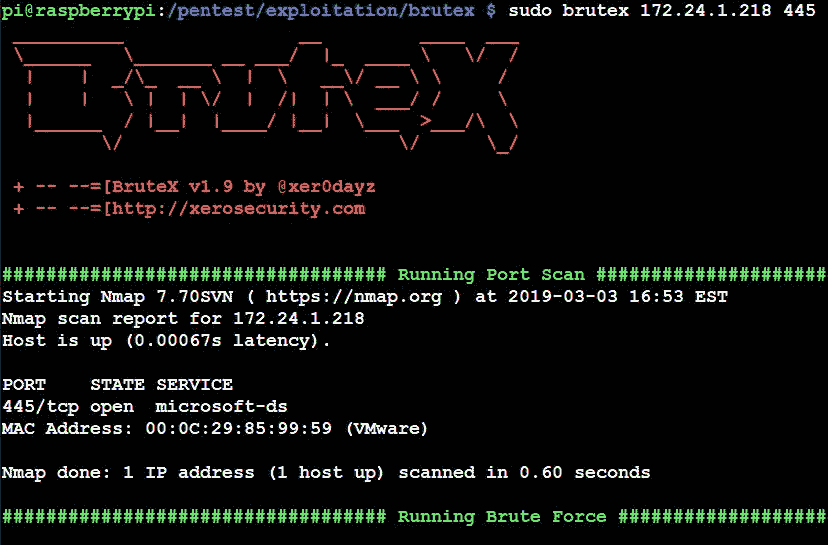 pi@raspberrypi:/pentest/exploitation/brutex $ sudo brutex 172.24.1.218 445
BruteX
+ -- --=[BruteX v1.9 by @xer0dayz
+ -- --=[http://xerosecurity.com
################################### Running Port Scan #####################
Starting Nmap 7.70SVN ( https://nmap.org ) at 2019-03-03 16:53 EST
Nmap scan report for 172.24.1.218
Host is up (0.00067s latency).
PORT    STATE SERVICE
445/tcp open  microsoft-ds
MAC Address: 00:0C:29:85:99:59 (VMware)
Nmap done: 1 IP address (1 host up) scanned in 0.60 seconds
################################### Running Brute Force ###################